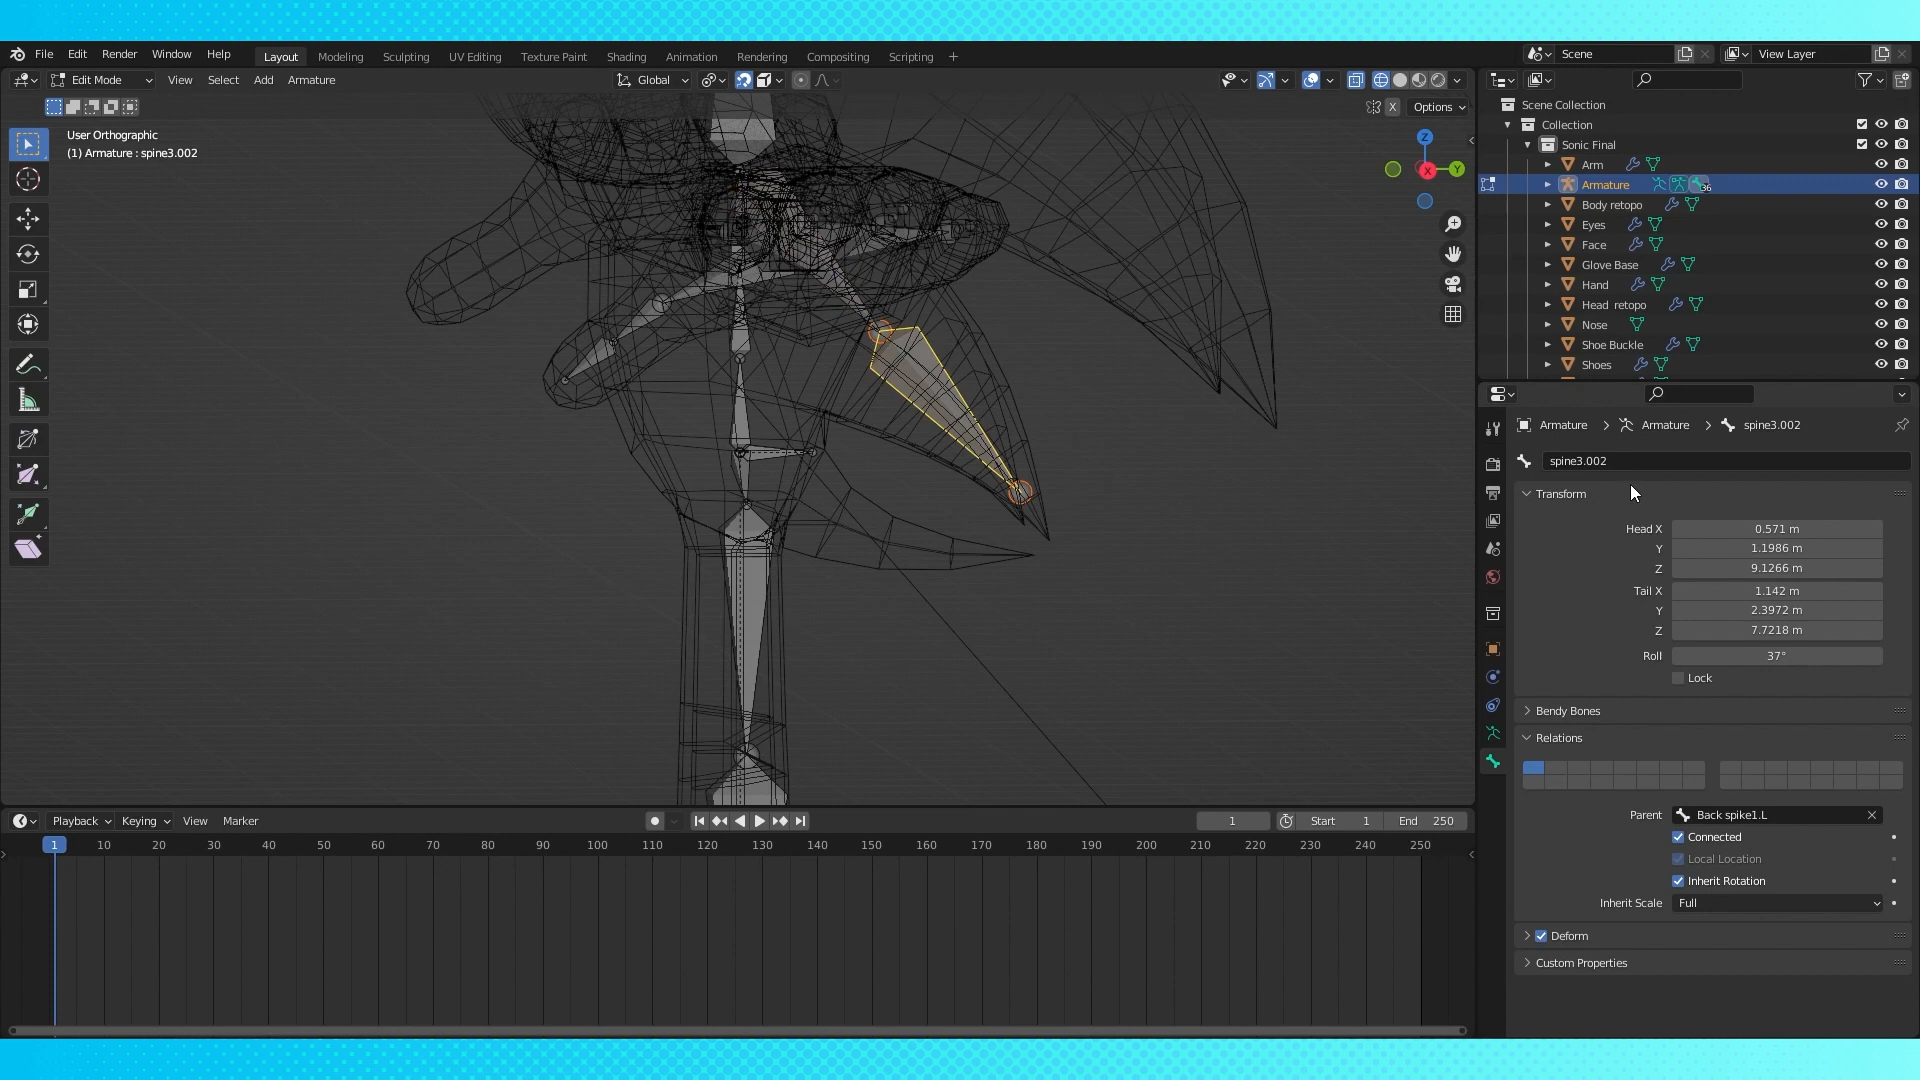 File Edit Render Window Help Layout Modeling Sculpting UV Editing Texture Paint Shading Animation Rendering Compositing Scripting + Scene View Layer
Edit Mode View Select Add Armature Global
X Options
User Orthographic
(1) Armature : spine3.002
Z
X
Y
Scene Collection
Collection
Sonic Final
Arm
Armature 36
Body retopo
Eyes
Face
Glove Base
Hand
Head retopo
Nose
Shoe Buckle
Shoes
Armature Armature spine3.002
spine3.002
Transform
Head X 0.571 m
Y 1.1986 m
Z 9.1266 m
Tail X 1.142 m
Y 2.3972 m
Z 7.7218 m
Roll 37°
Lock
Bendy Bones
Relations
Parent Back spike1.L
Connected
Local Location
Inherit Rotation
Inherit Scale Full
Deform
Custom Properties
Playback Keying View Marker 1 Start 1 End 250
1 10 20 30 40 50 60 70 80 90 100 110 120 130 140 150 160 170 180 190 200 210 220 230 240 250